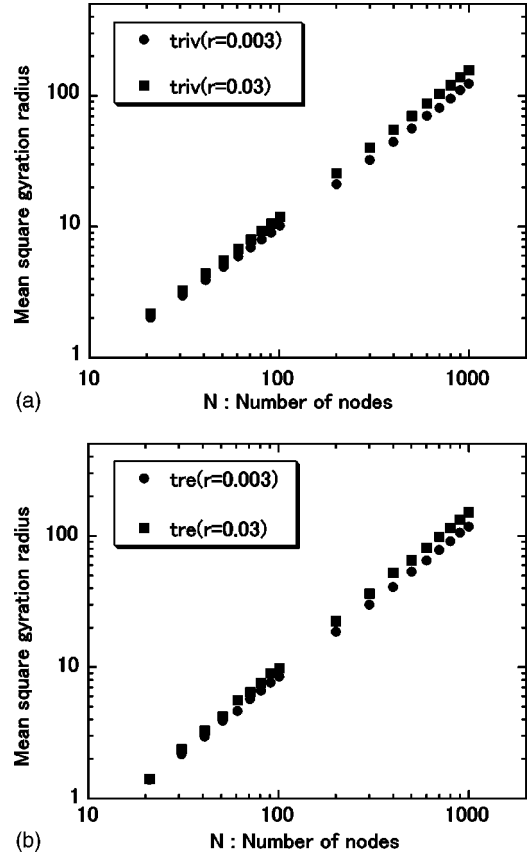 triv(r=0.003)
triv(r=0.03)
Mean square gyration radius
100
10
1
10
100
1000
(a)
N : Number of nodes
tre(r=0.003)
tre(r=0.03)
Mean square gyration radius
100
10
1
10
100
1000
(b)
N : Number of nodes